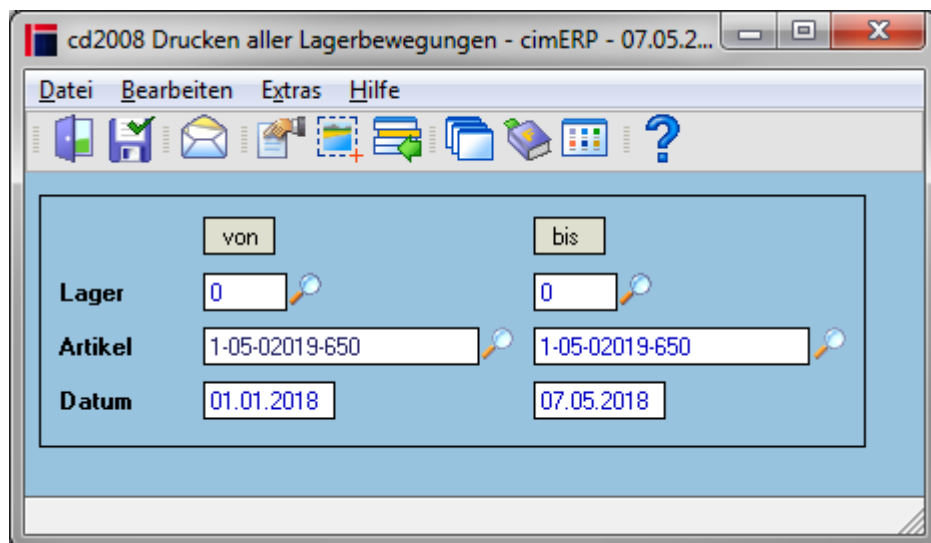 cd2008 Drucken aller Lagerbewegungen - cimERP - 07.05.2...
Datei Bearbeiten Extras Hilfe
von bis
Lager 0 0
Artikel 1-05-02019-650 1-05-02019-650
Datum 01.01.2018 07.05.2018